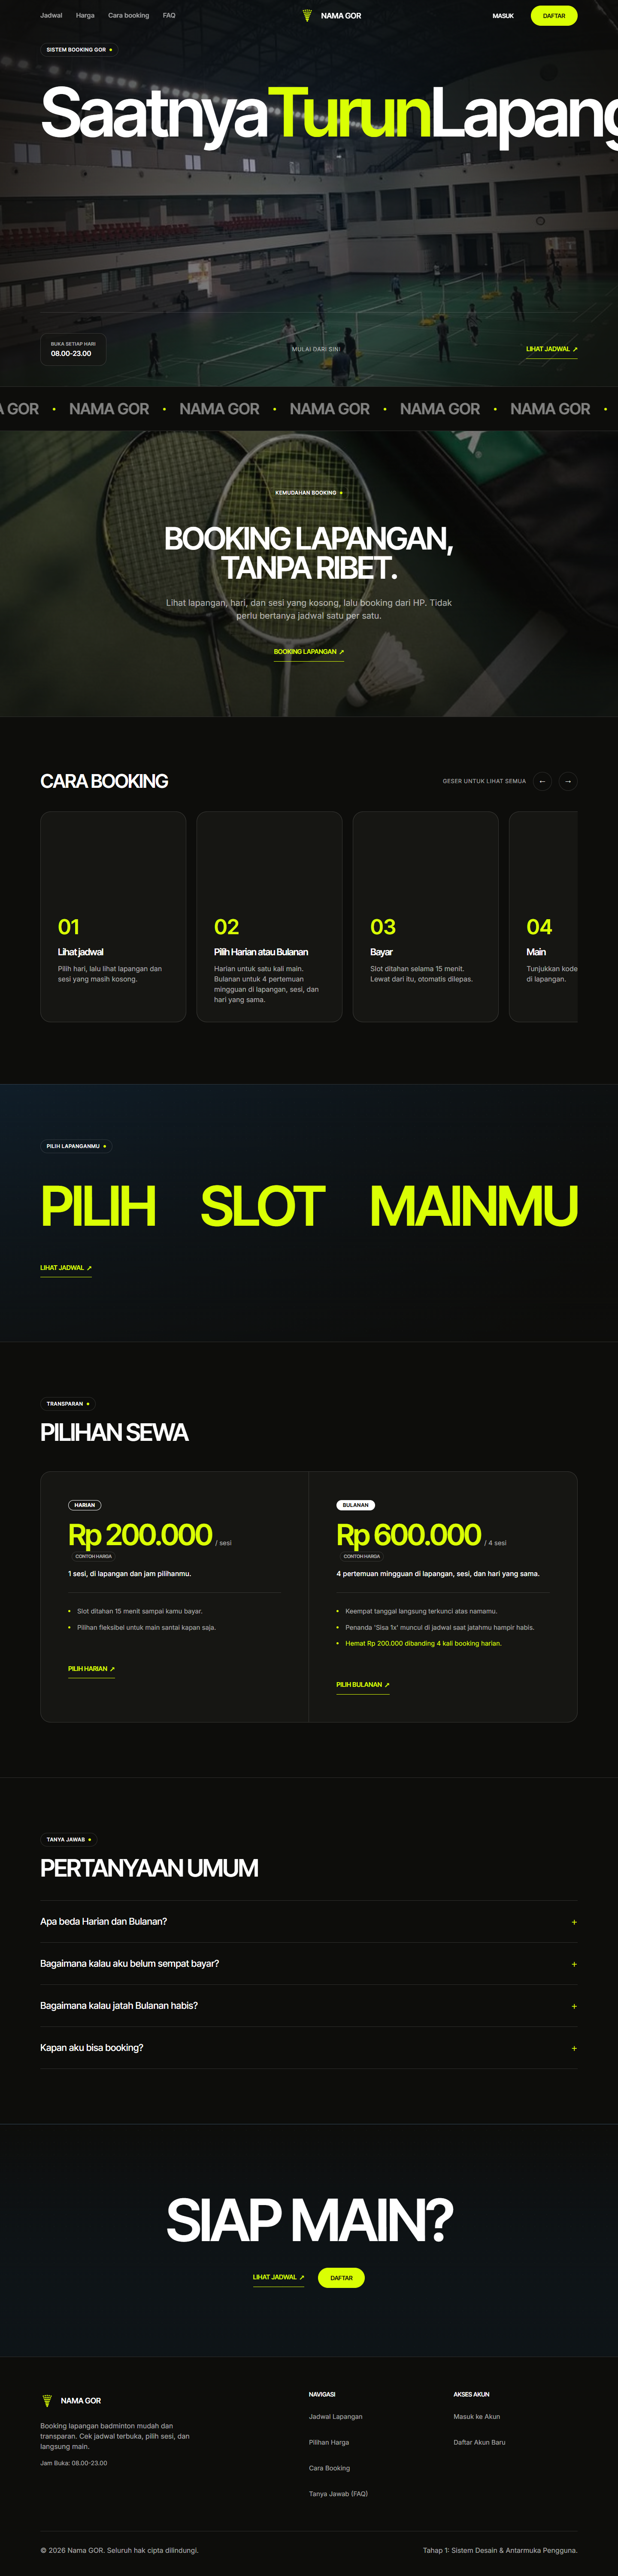 Jadwal Harga Cara booking FAQ NAMA GOR MASUK DAFTAR
SISTEM BOOKING GOR
SaatnyaTurunLapang
BUKA SETIAP HARI
08.00-23.00
MULAI DARI SINI
LIHAT JADWAL ↗
A GOR • NAMA GOR • NAMA GOR • NAMA GOR • NAMA GOR • NAMA GOR •
KEMUDAHAN BOOKING
BOOKING LAPANGAN,
TANPA RIBET.
Lihat lapangan, hari, dan sesi yang kosong, lalu booking dari HP. Tidak
perlu bertanya jadwal satu per satu.
BOOKING LAPANGAN ↗
CARA BOOKING
GESER UNTUK LIHAT SEMUA ← →
01
Lihat jadwal
Pilih hari, lalu lihat lapangan dan
sesi yang masih kosong.
02
Pilih Harian atau Bulanan
Harian untuk satu kali main.
Bulanan untuk 4 pertemuan
mingguan di lapangan, sesi, dan
hari yang sama.
03
Bayar
Slot ditahan selama 15 menit.
Lewat dari itu, otomatis dilepas.
04
Main
Tunjukkan kode
di lapangan.
PILIH LAPANGANMU
PILIH SLOT MAINMU
LIHAT JADWAL ↗
TRANSPARAN
PILIHAN SEWA
HARIAN
Rp 200.000 / sesi
CONTOH HARGA
1 sesi, di lapangan dan jam pilihanmu.
• Slot ditahan 15 menit sampai kamu bayar.
• Pilihan fleksibel untuk main santai kapan saja.
PILIH HARIAN ↗
BULANAN
Rp 600.000 / 4 sesi
CONTOH HARGA
4 pertemuan mingguan di lapangan, sesi, dan hari yang sama.
• Keempat tanggal langsung terkunci atas namamu.
• Penanda 'Sisa 1x' muncul di jadwal saat jatahmu hampir habis.
• Hemat Rp 200.000 dibanding 4 kali booking harian.
PILIH BULANAN ↗
TANYA JAWAB
PERTANYAAN UMUM
Apa beda Harian dan Bulanan? +
Bagaimana kalau aku belum sempat bayar? +
Bagaimana kalau jatah Bulanan habis? +
Kapan aku bisa booking? +
SIAP MAIN?
LIHAT JADWAL ↗ DAFTAR
NAMA GOR
Booking lapangan badminton mudah dan
transparan. Cek jadwal terbuka, pilih sesi, dan
langsung main.
Jam Buka: 08.00-23.00
NAVIGASI
Jadwal Lapangan
Pilihan Harga
Cara Booking
Tanya Jawab (FAQ)
AKSES AKUN
Masuk ke Akun
Daftar Akun Baru
© 2026 Nama GOR. Seluruh hak cipta dilindungi.
Tahap 1: Sistem Desain & Antarmuka Pengguna.